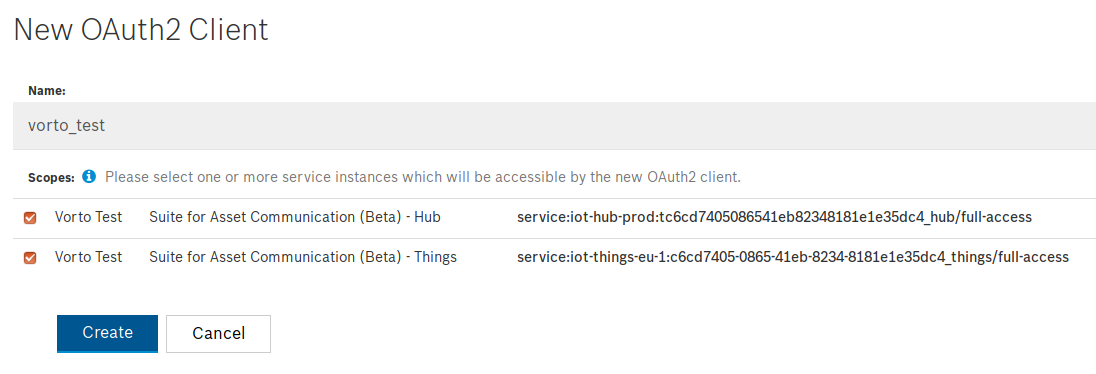 New OAuth2 Client
Name:
vorto_test
Scopes: Please select one or more service instances which will be accessible by the new OAuth2 client.
Vorto Test Suite for Asset Communication (Beta) - Hub service:iot-hub-prod:tc6cd7405086541eb82348181e1e35dc4_hub/full-access
Vorto Test Suite for Asset Communication (Beta) - Things service:iot-things-eu-1:c6cd7405-0865-41eb-8234-8181e1e35dc4_things/full-access
Create Cancel